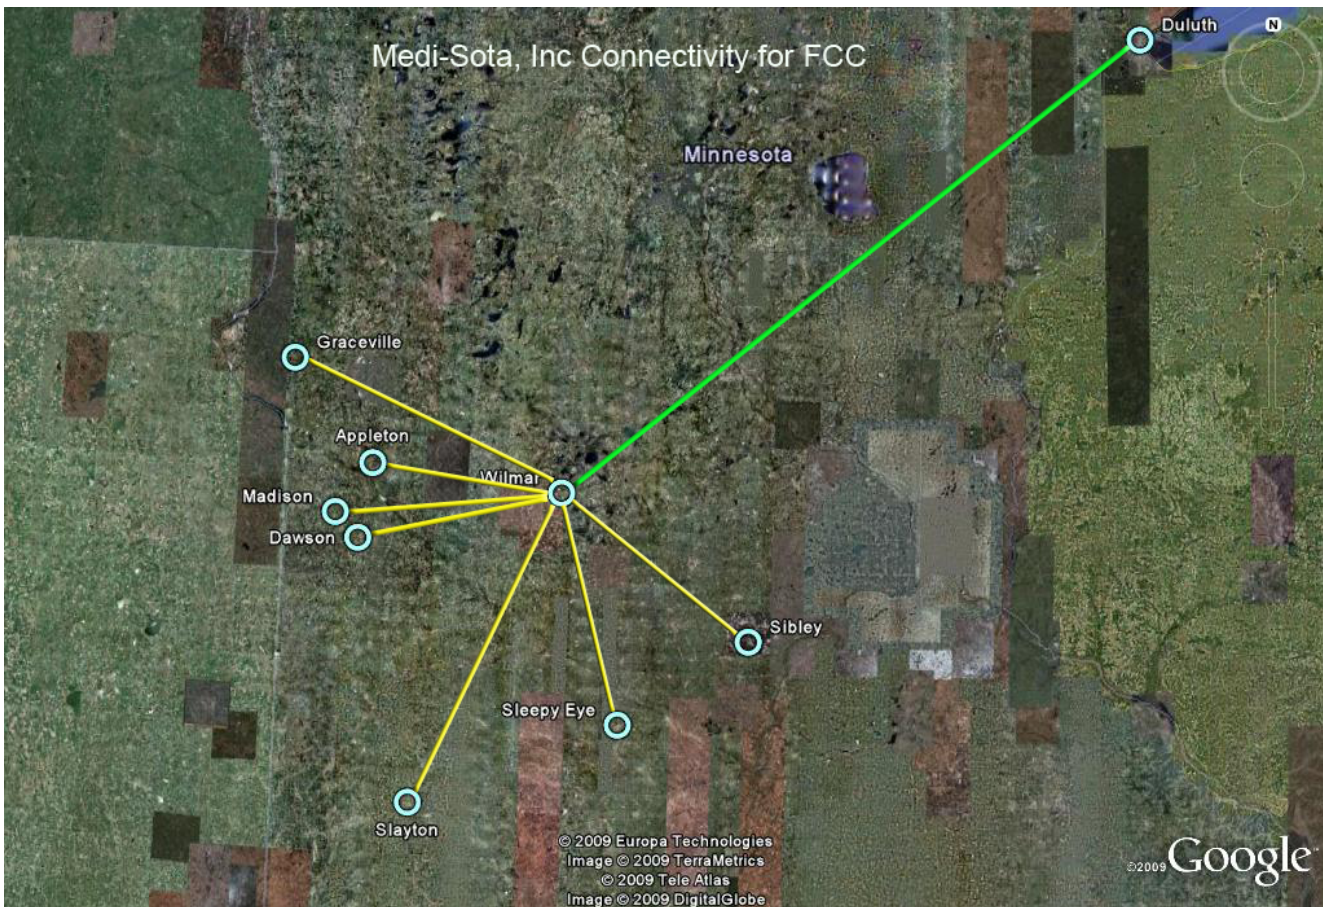 Duluth
N
Medi-Sota, Inc Connectivity for FCC
Minnesota
Graceville
Appleton
Wilmar
Madison
Dawson
Sibley
Sleepy Eye
Slayton
© 2009 Europa Technologies
Image © 2009 TerraMetrics
© 2009 Tele Atlas
Image © 2009 DigitalGlobe
©2009 Google™